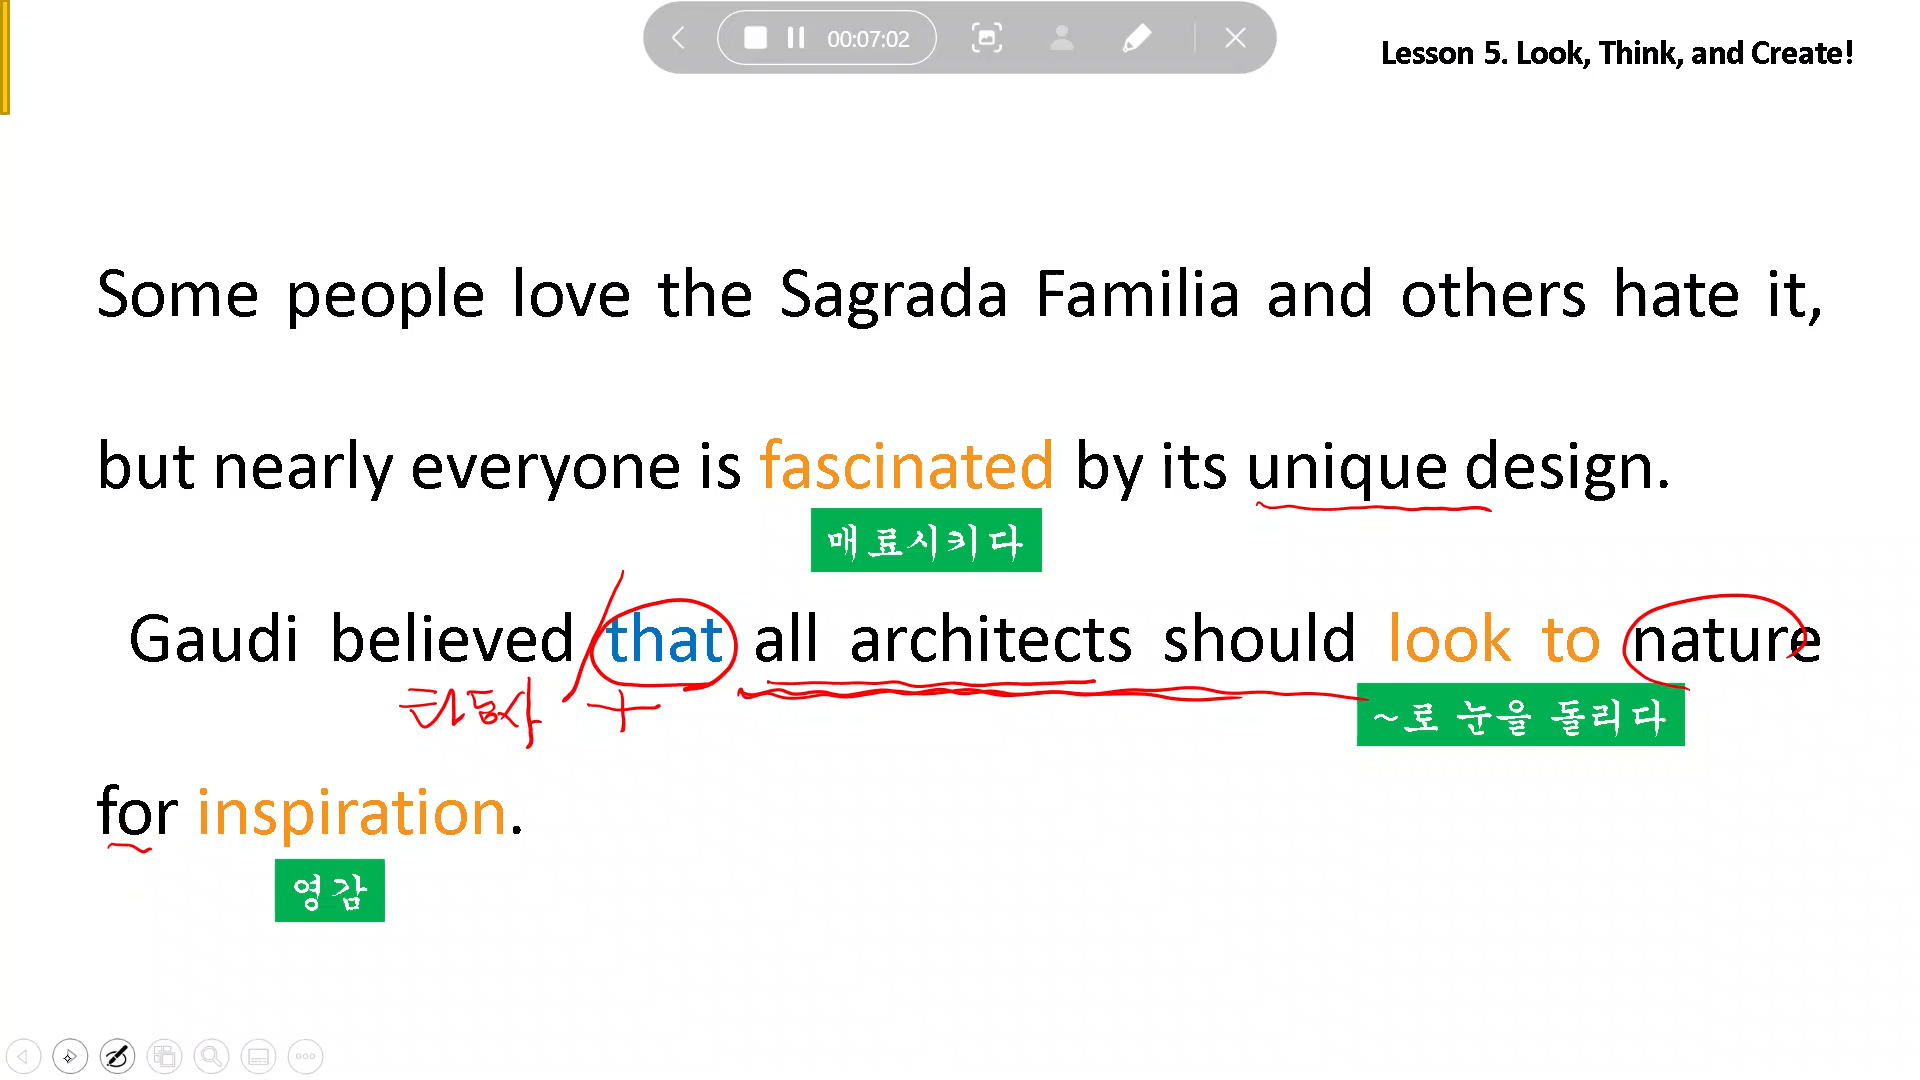 00:07:02
Lesson 5. Look, Think, and Create!
Some people love the Sagrada Familia and others hate it,
but nearly everyone is fascinated by its unique design.
매료시키다
Gaudi believed that all architects should look to nature
타동사 +
~로 눈을 돌리다
for inspiration.
영감